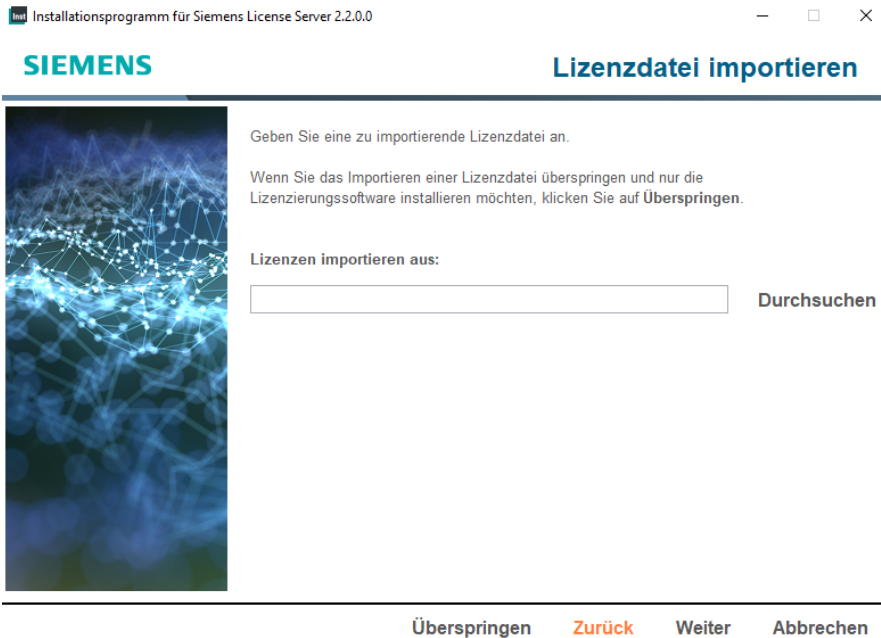 Inst Installationsprogramm für Siemens License Server 2.2.0.0
SIEMENS
Lizenzdatei importieren
Geben Sie eine zu importierende Lizenzdatei an.
Wenn Sie das Importieren einer Lizenzdatei überspringen und nur die
Lizenzierungssoftware installieren möchten, klicken Sie auf Überspringen.
Lizenzen importieren aus:
Durchsuchen
Überspringen Zurück Weiter Abbrechen